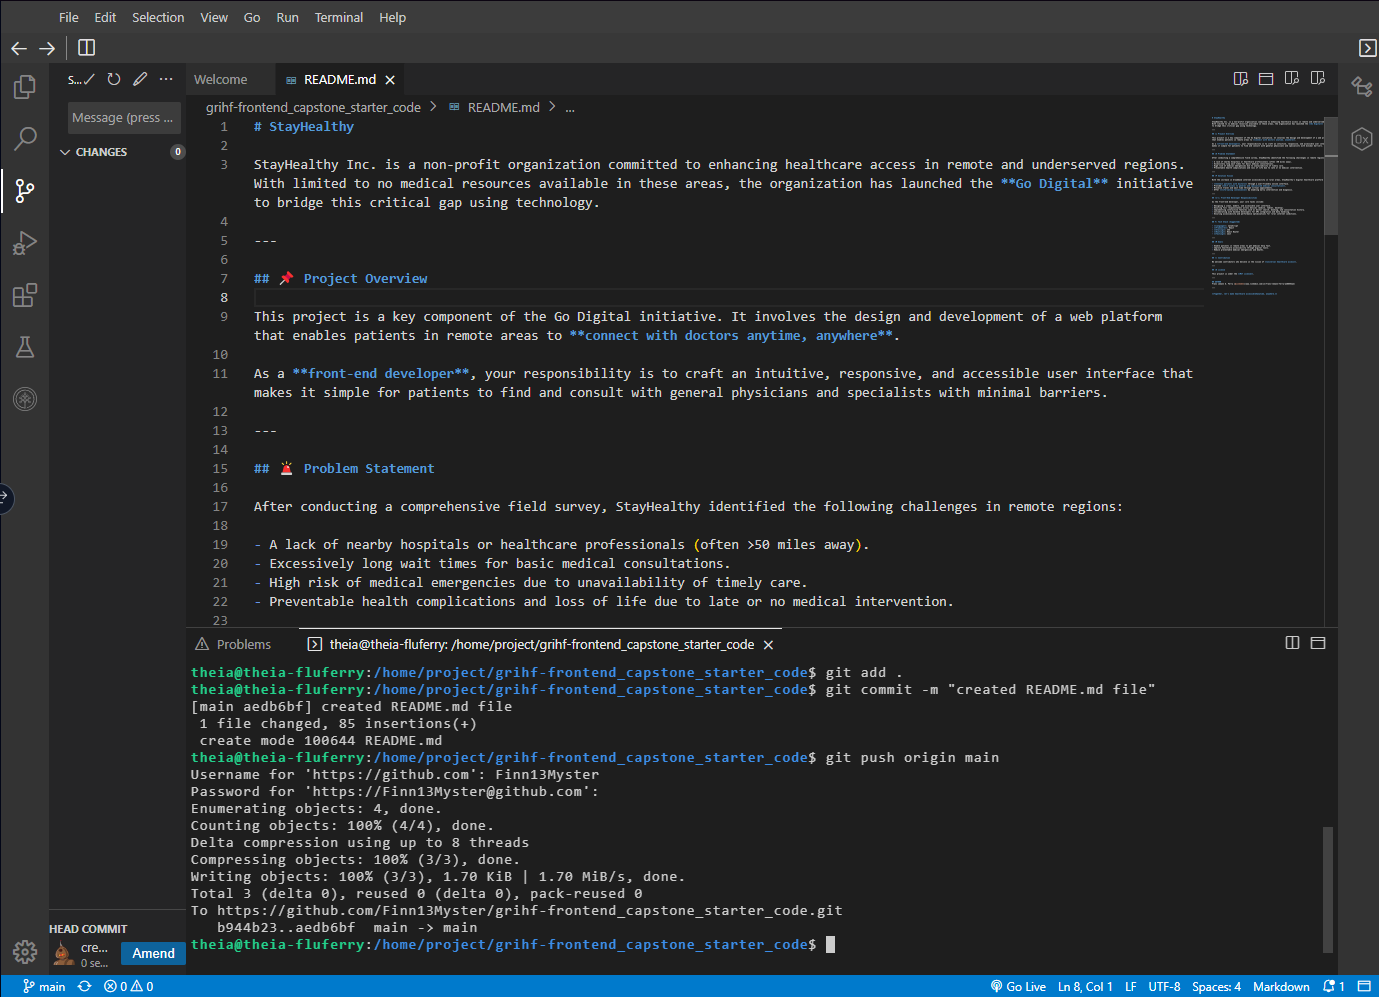 File Edit Selection View Go Run Terminal Help
S...
Welcome
README.md
Message (press ...
CHANGES
0
grihf-frontend_capstone_starter_code > README.md > ...
1 # StayHealthy
2
3 StayHealthy Inc. is a non-profit organization committed to enhancing healthcare access in remote and underserved regions.
With limited to no medical resources available in these areas, the organization has launched the **Go Digital** initiative
to bridge this critical gap using technology.
4
5 ---
6
7 ## 📌 Project Overview
8
9 This project is a key component of the Go Digital initiative. It involves the design and development of a web platform
that enables patients in remote areas to **connect with doctors anytime, anywhere**.
10
11 As a **front-end developer**, your responsibility is to craft an intuitive, responsive, and accessible user interface that
makes it simple for patients to find and consult with general physicians and specialists with minimal barriers.
12
13 ---
14
15 ## 🚨 Problem Statement
16
17 After conducting a comprehensive field survey, StayHealthy identified the following challenges in remote regions:
18
19 - A lack of nearby hospitals or healthcare professionals (often >50 miles away).
20 - Excessively long wait times for basic medical consultations.
21 - High risk of medical emergencies due to unavailability of timely care.
22 - Preventable health complications and loss of life due to late or no medical intervention.
23
Problems
theia@theia-fluferry: /home/project/grihf-frontend_capstone_starter_code
theia@theia-fluferry:/home/project/grihf-frontend_capstone_starter_code$ git add .
theia@theia-fluferry:/home/project/grihf-frontend_capstone_starter_code$ git commit -m "created README.md file"
[main aedb6bf] created README.md file
1 file changed, 85 insertions(+)
create mode 100644 README.md
theia@theia-fluferry:/home/project/grihf-frontend_capstone_starter_code$ git push origin main
Username for 'https://github.com': Finn13Myster
Password for 'https://Finn13Myster@github.com':
Enumerating objects: 4, done.
Counting objects: 100% (4/4), done.
Delta compression using up to 8 threads
Compressing objects: 100% (3/3), done.
Writing objects: 100% (3/3), 1.70 KiB | 1.70 MiB/s, done.
Total 3 (delta 0), reused 0 (delta 0), pack-reused 0
To https://github.com/Finn13Myster/grihf-frontend_capstone_starter_code.git
b944b23..aedb6bf main -> main
theia@theia-fluferry:/home/project/grihf-frontend_capstone_starter_code$
HEAD COMMIT
cre...
0 se...
Amend
0x
main 0 0
Go Live Ln 8, Col 1 LF UTF-8 Spaces: 4 Markdown 1